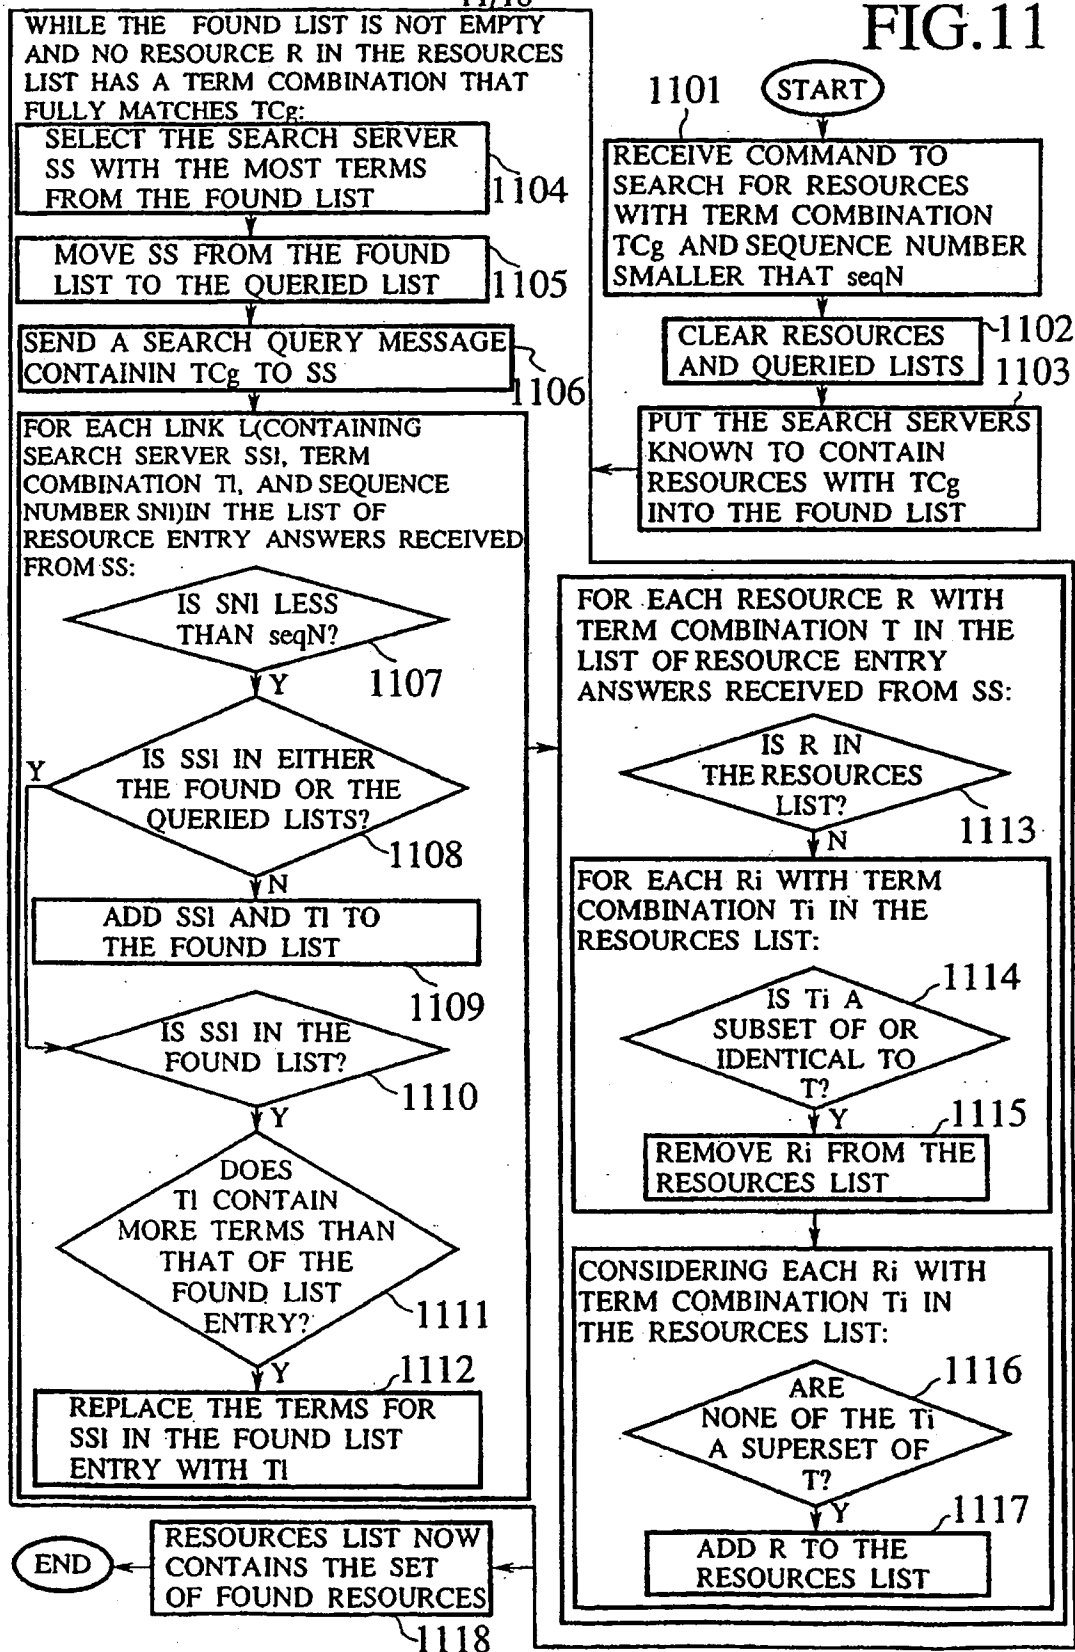 FIG.11
START
1101
RECEIVE COMMAND TO
SEARCH FOR RESOURCES
WITH TERM COMBINATION
TCg AND SEQUENCE NUMBER
SMALLER THAT seqN
1102
CLEAR RESOURCES
AND QUERIED LISTS
1103
PUT THE SEARCH SERVERS
KNOWN TO CONTAIN
RESOURCES WITH TCg
INTO THE FOUND LIST
WHILE THE FOUND LIST IS NOT EMPTY
AND NO RESOURCE R IN THE RESOURCES
LIST HAS A TERM COMBINATION THAT
FULLY MATCHES TCg:
SELECT THE SEARCH SERVER
SS WITH THE MOST TERMS
FROM THE FOUND LIST
1104
MOVE SS FROM THE FOUND
LIST TO THE QUERIED LIST
1105
SEND A SEARCH QUERY MESSAGE
CONTAININ TCg TO SS
1106
FOR EACH LINK L(CONTAINING
SEARCH SERVER SS1, TERM
COMBINATION T1, AND SEQUENCE
NUMBER SN1)IN THE LIST OF
RESOURCE ENTRY ANSWERS RECEIVED
FROM SS:
IS SN1 LESS
THAN seqN?
1107
Y
IS SS1 IN EITHER
THE FOUND OR THE
QUERIED LISTS?
Y
1108
N
ADD SS1 AND T1 TO
THE FOUND LIST
1109
IS SS1 IN THE
FOUND LIST?
1110
Y
DOES
T1 CONTAIN
MORE TERMS THAN
THAT OF THE
FOUND LIST
ENTRY?
1111
Y
1112
REPLACE THE TERMS FOR
SS1 IN THE FOUND LIST
ENTRY WITH T1
FOR EACH RESOURCE R WITH
TERM COMBINATION T IN THE
LIST OF RESOURCE ENTRY
ANSWERS RECEIVED FROM SS:
IS R IN
THE RESOURCES
LIST?
1113
N
FOR EACH Ri WITH TERM
COMBINATION Ti IN THE
RESOURCES LIST:
1114
IS Ti A
SUBSET OF OR
IDENTICAL TO
T?
Y
1115
REMOVE Ri FROM THE
RESOURCES LIST
CONSIDERING EACH Ri WITH
TERM COMBINATION Ti IN
THE RESOURCES LIST:
1116
ARE
NONE OF THE Ti
A SUPERSET OF
T?
Y
1117
ADD R TO THE
RESOURCES LIST
RESOURCES LIST NOW
CONTAINS THE SET
OF FOUND RESOURCES
1118
END